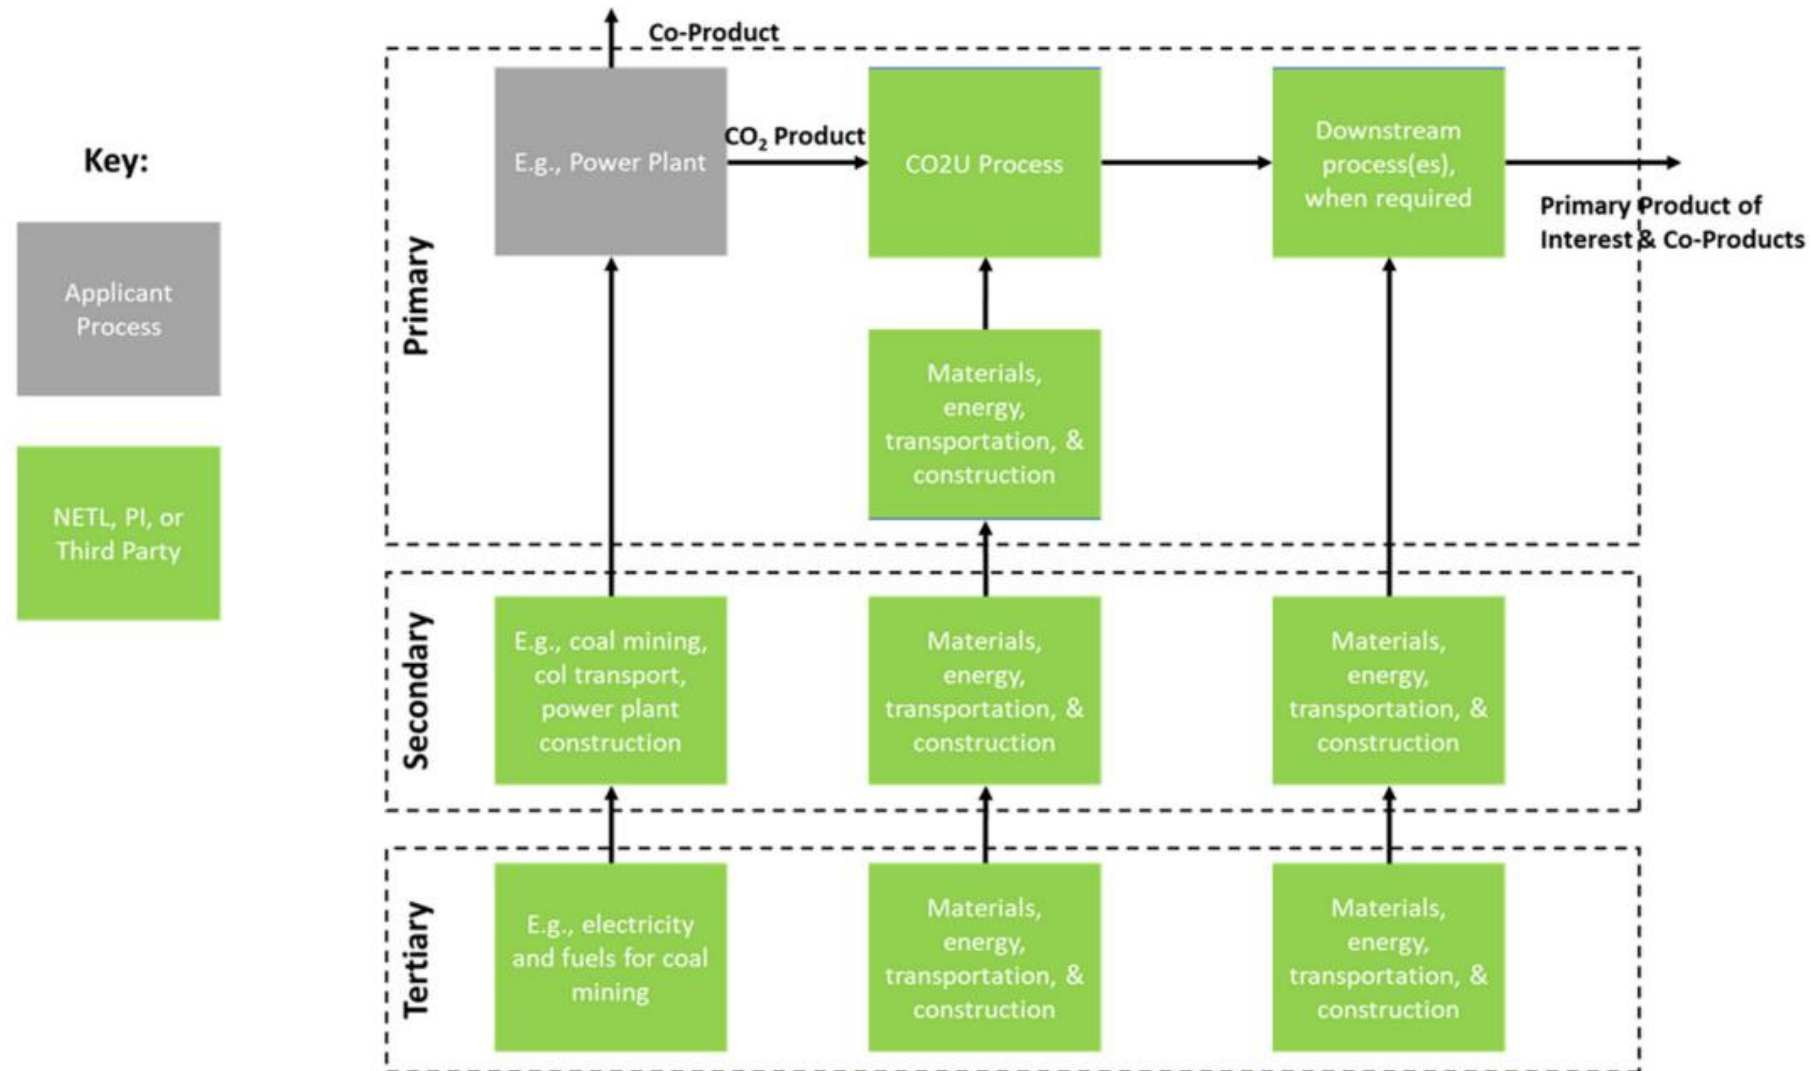 Co-Product
Key:
Applicant
Process
NETL, PI, or
Third Party
Primary
E.g., Power Plant
CO₂ Product
CO2U Process
Downstream
process(es),
when required
Primary Product of
Interest & Co-Products
Materials,
energy,
transportation, &
construction
Secondary
E.g., coal mining,
col transport,
power plant
construction
Materials,
energy,
transportation, &
construction
Materials,
energy,
transportation, &
construction
Tertiary
E.g., electricity
and fuels for coal
mining
Materials,
energy,
transportation, &
construction
Materials,
energy,
transportation, &
construction